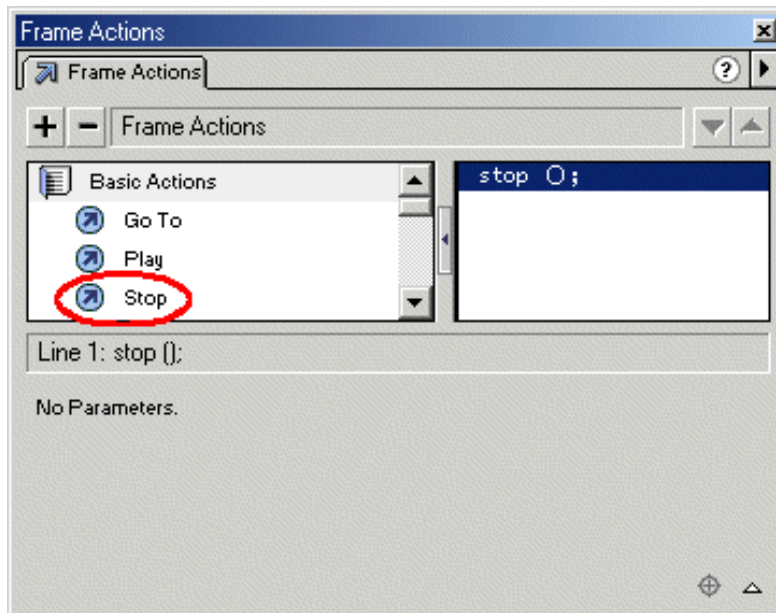 Frame Actions
Frame Actions
?
+ − Frame Actions
Basic Actions
Go To
Play
Stop
stop ();
Line 1: stop ();
No Parameters.